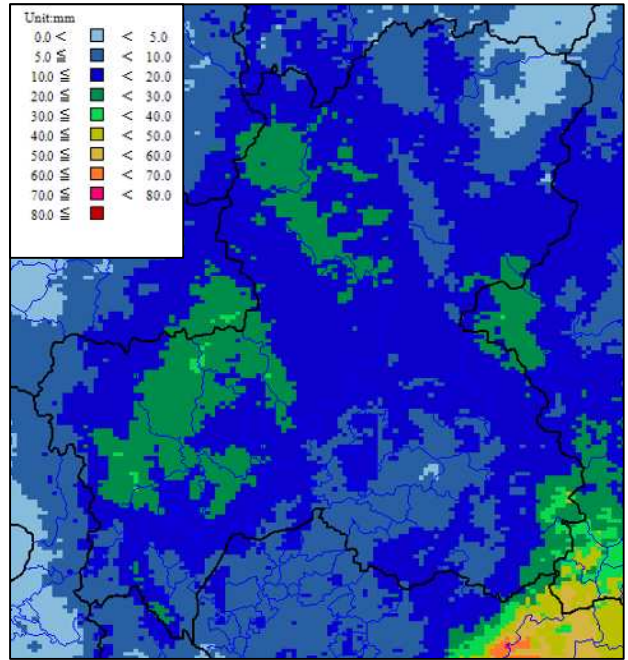 Unit:mm
0.0 < < 5.0
5.0 ≦ < 10.0
10.0 ≦ < 20.0
20.0 ≦ < 30.0
30.0 ≦ < 40.0
40.0 ≦ < 50.0
50.0 ≦ < 60.0
60.0 ≦ < 70.0
70.0 ≦ < 80.0
80.0 ≦